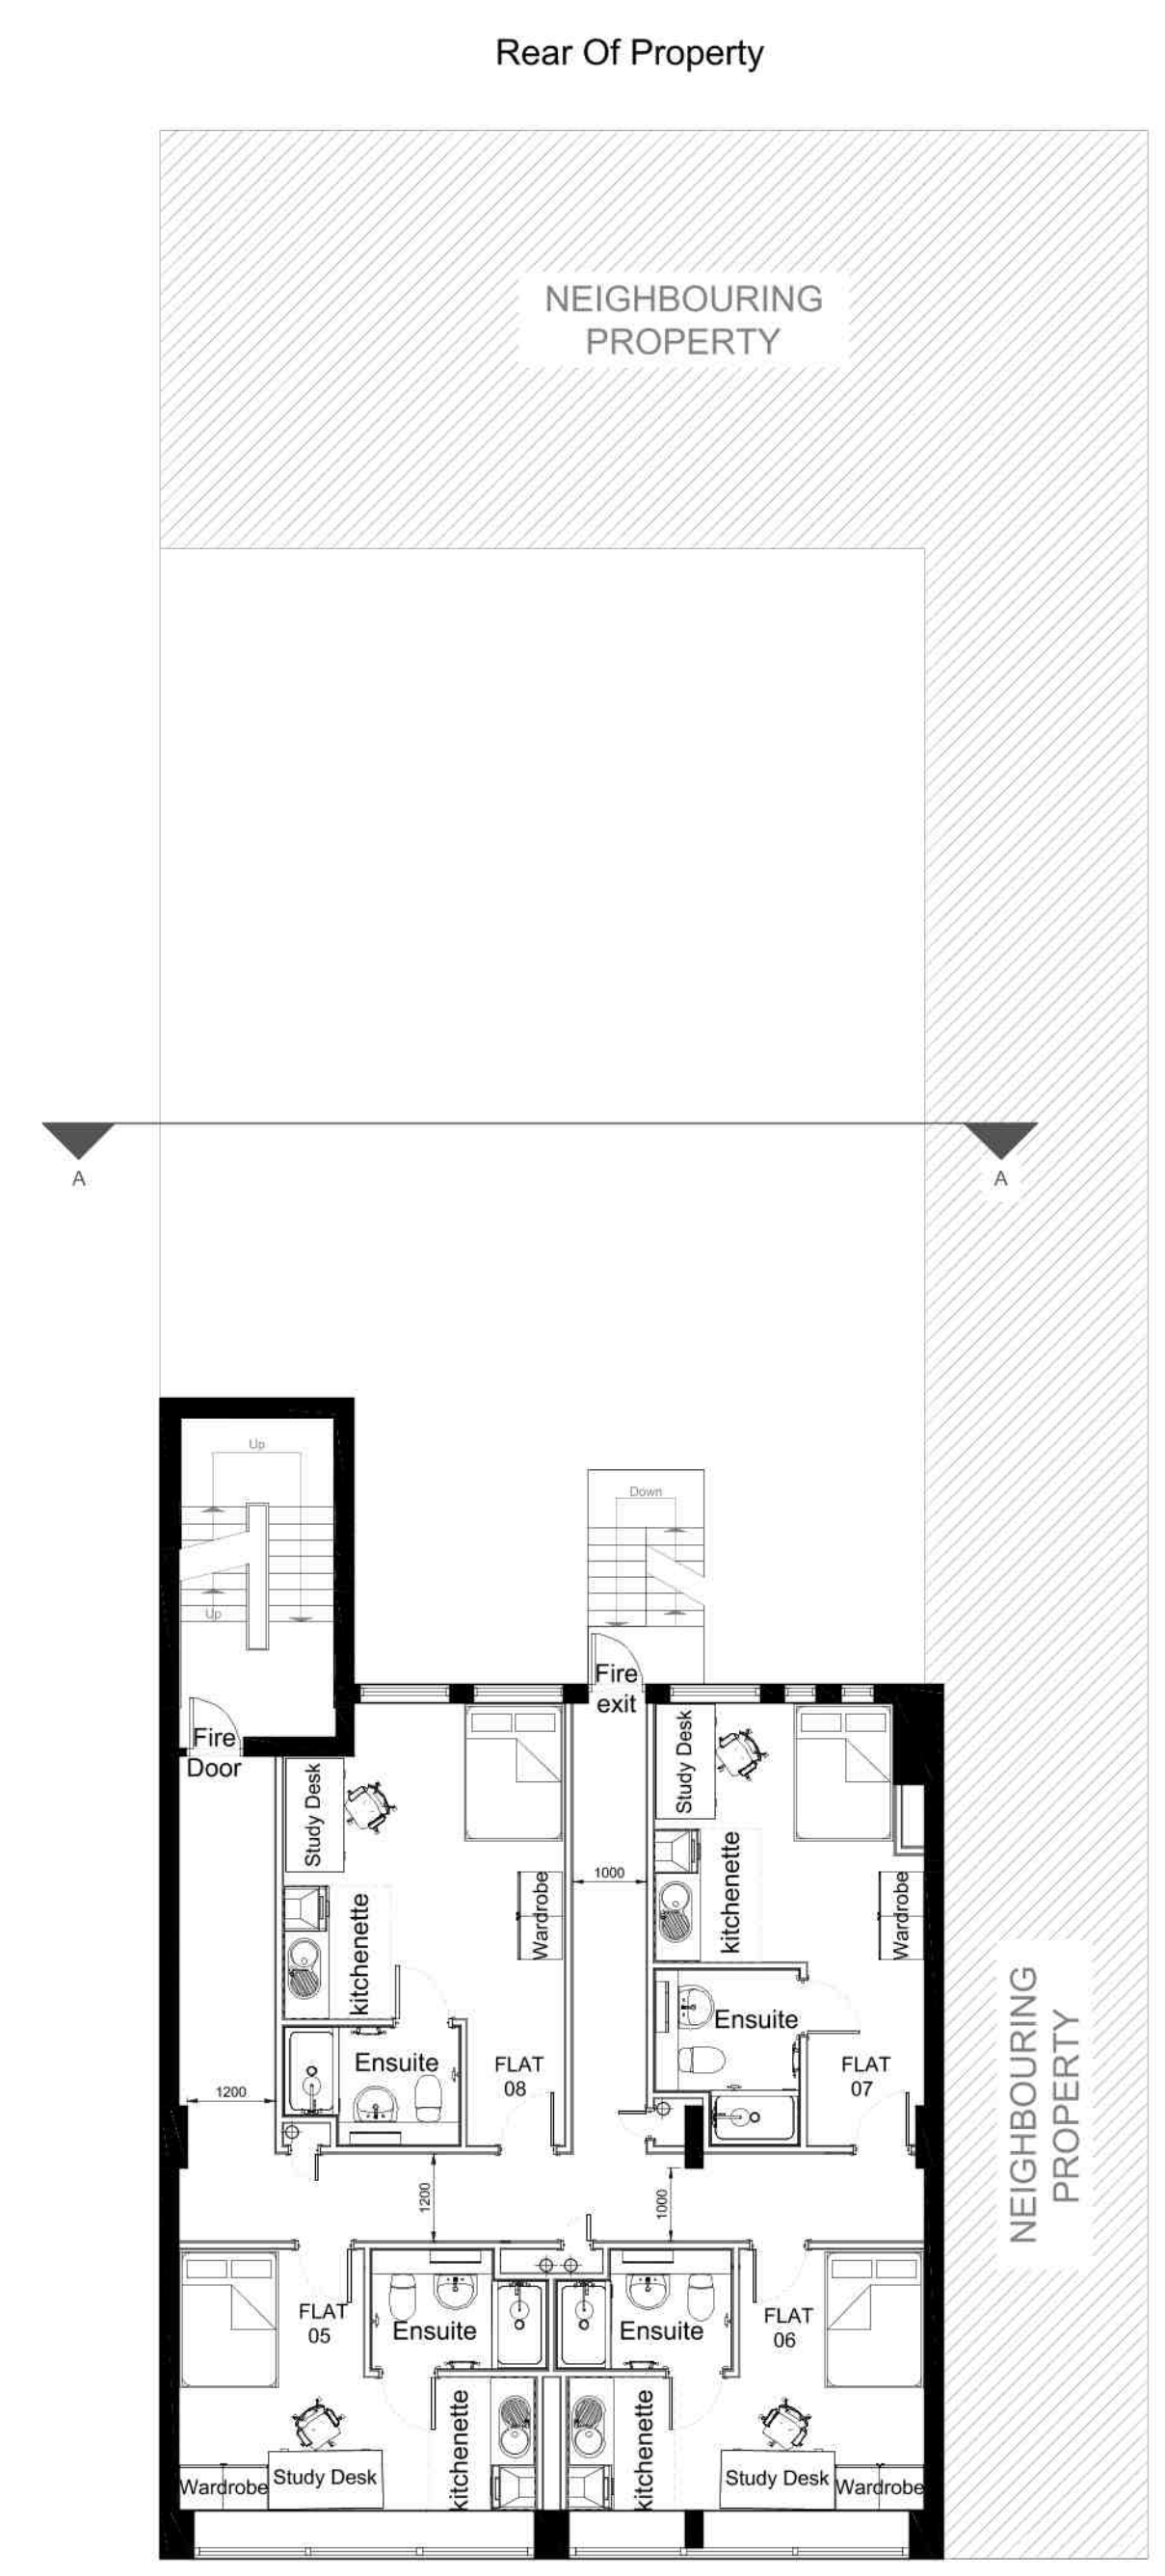 Rear Of Property
NEIGHBOURING
PROPERTY
A
A
Up
Up
Down
Fire
exit
Fire
Door
Study Desk
Study Desk
kitchenette
kitchenette
1000
Wardrobe
Wardrobe
Ensuite
Ensuite
FLAT
08
FLAT
07
NEIGHBOURING
PROPERTY
1200
1200
1000
FLAT
05
Ensuite
Ensuite
FLAT
06
kitchenette
kitchenette
Wardrobe
Study Desk
Study Desk
Wardrobe